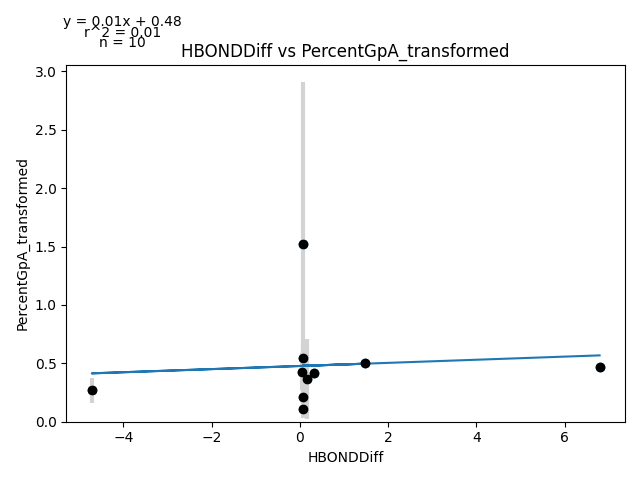 y = 0.01x + 0.48
r^2 = 0.01
n = 10
HBONDDiff vs PercentGpA_transformed
3.0
2.5
2.0
1.5
1.0
0.5
0.0
PercentGpA_transformed
−4 −2 0 2 4 6
HBONDDiff